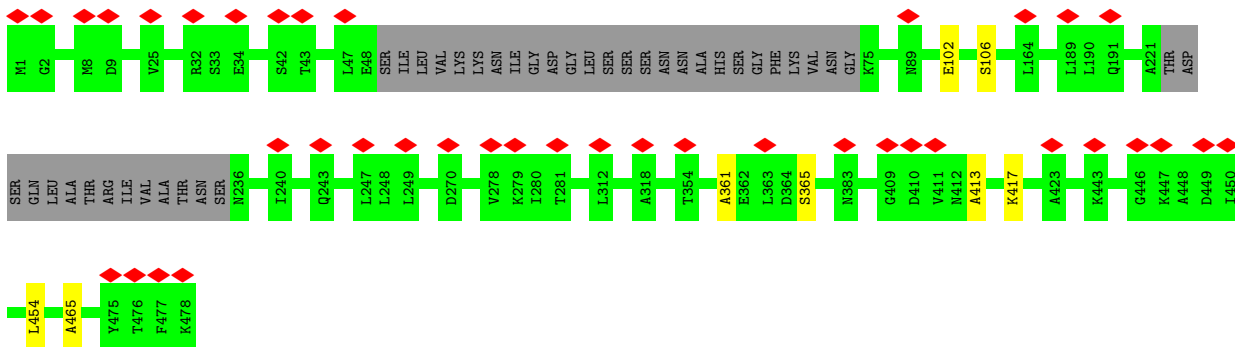 M1 G2 M8 D9 V25 R32 S33 E34 S42 T43 L47 E48 SER ILE LEU VAL LYS LYS ASN ILE GLY ASP GLY LEU SER SER SER ASN ASN ALA HIS SER GLY PHE LYS VAL ASN GLY K75 N89 E102 S106 L164 L189 L190 Q191 A221 THR ASP
SER GLN LEU ALA THR ARG ILE VAL ALA THR ASN SER N236 I240 Q243 L247 L248 L249 D270 V278 K279 I280 T281 L312 A318 T354 A361 E362 L363 D364 S365 N383 G409 D410 V411 N412 A413 K417 A423 K443 G446 K447 A448 D449 I450
L454 A465 Y475 T476 F477 K478